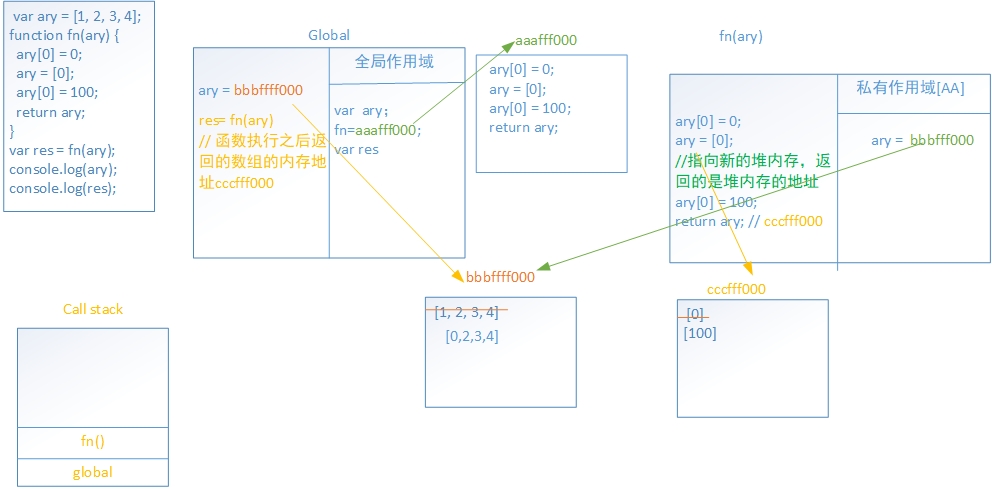 var ary = [1, 2, 3, 4];
function fn(ary) {
ary[0] = 0;
ary = [0];
ary[0] = 100;
return ary;
}
var res = fn(ary);
console.log(ary);
console.log(res);
Global
全局作用域
ary = bbbffff000
res= fn(ary)
// 函数执行之后返
回的数组的内存地
址cccfff000
var ary；
fn=aaafff000;
var res
aaafff000
ary[0] = 0;
ary = [0];
ary[0] = 100;
return ary;
fn(ary)
私有作用域[AA]
ary[0] = 0;
ary = [0];
//指向新的堆内存，返
回的是堆内存的地址
ary[0] = 100;
return ary; // cccfff000
ary = bbbfff000
bbbffff000
[1, 2, 3, 4]
[0,2,3,4]
cccfff000
[0]
[100]
Call stack
fn()
global